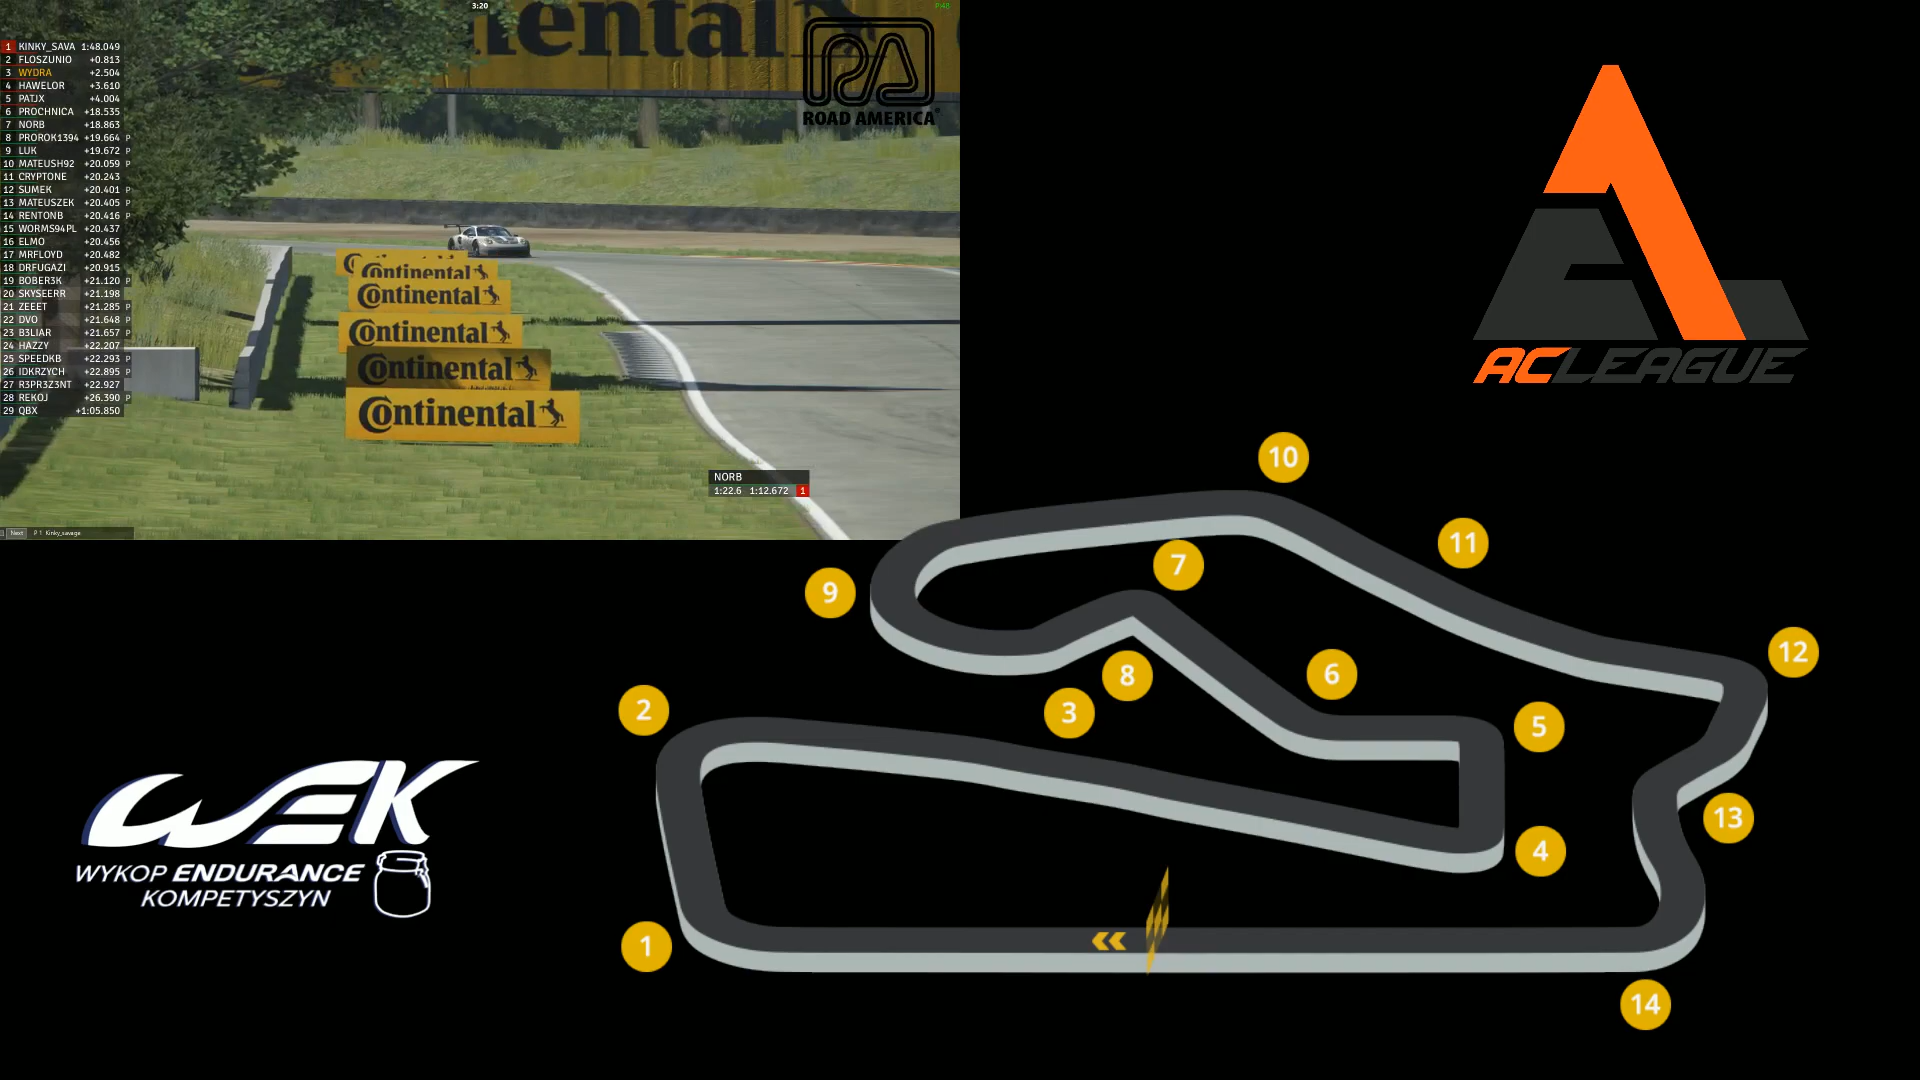 3:20
P:48
1 KINKY_SAVA 1:48.049
2 FLOSZUNIO +0.813
3 WYDRA +2.504
4 HAWELOR +3.610
5 PATJX +4.004
6 PROCHNICA +18.535
7 NORB +18.863
8 PROROK1394 +19.664 P
9 LUK +19.672 P
10 MATEUSH92 +20.059 P
11 CRYPTONE +20.243
12 SUMEK +20.401 P
13 MATEUSZEK +20.405 P
14 RENTONB +20.416 P
15 WORMS94PL +20.437
16 ELMO +20.456
17 MRFLOYD +20.482
18 DRFUGAZI +20.915
19 BOBER3K +21.120 P
20 SKYSEERR +21.198
21 ZEEET +21.285 P
22 DVO +21.648 P
23 B3LIAR +21.657 P
24 HAZZY +22.207
25 SPEEDKB +22.293 P
26 IDKRZYCH +22.895 P
27 R3PR3Z3NT +22.927
28 REKOJ +26.390 P
29 QBX +1:05.850
ental
RA
ROAD AMERICA
Continental
Continental
Continental
Continental
Continental
NORB
1:22.6 1:12.672 1
Next P 1 Kinky_savage
ACLEAGUE
10
11
7
9
12
6
8
2
3
5
13
4
1
14
WEK
WYKOP ENDURANCE
KOMPETYSZYN